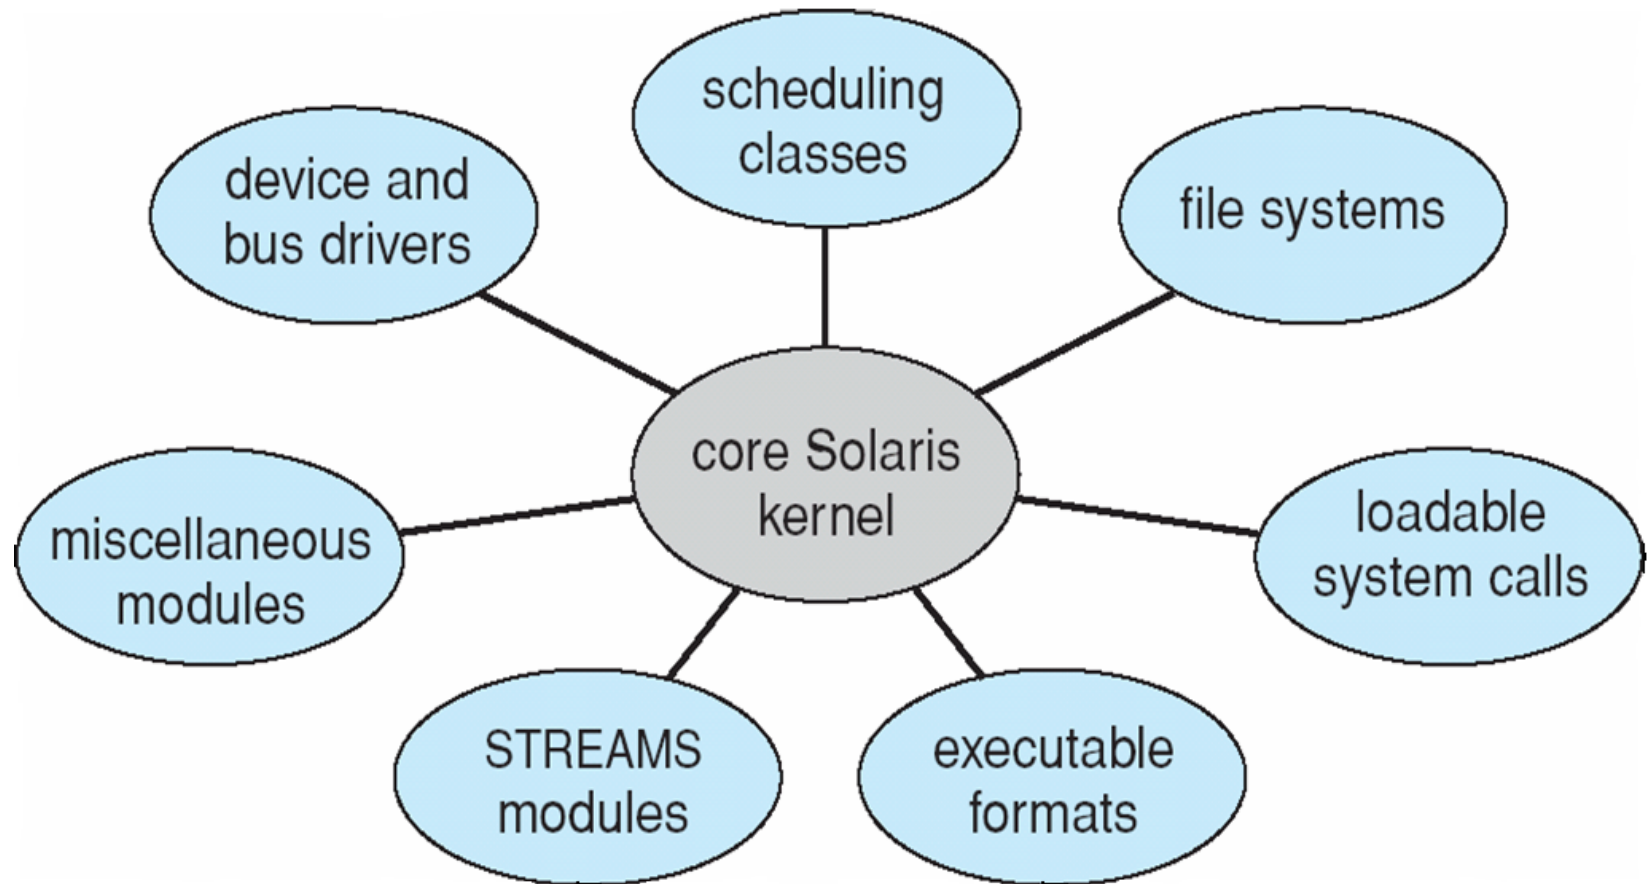 scheduling
classes
device and
bus drivers
file systems
core Solaris
kernel
miscellaneous
modules
loadable
system calls
STREAMS
modules
executable
formats